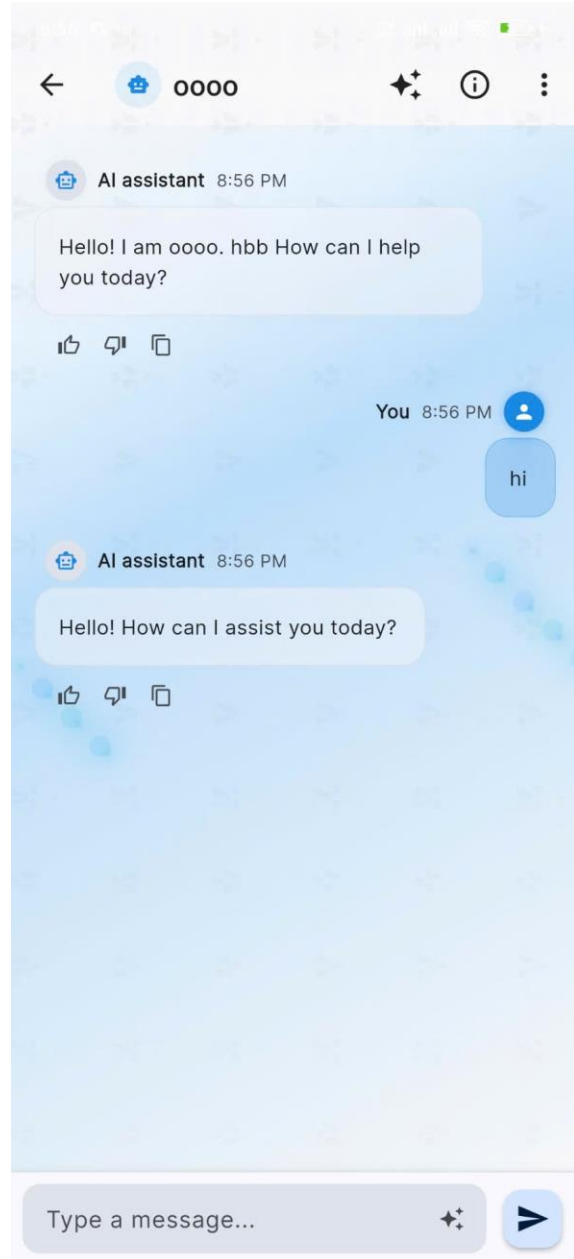 oooo
AI assistant 8:56 PM
Hello! I am oooo. hbb How can I help
you today?
You 8:56 PM
hi
AI assistant 8:56 PM
Hello! How can I assist you today?
Type a message...